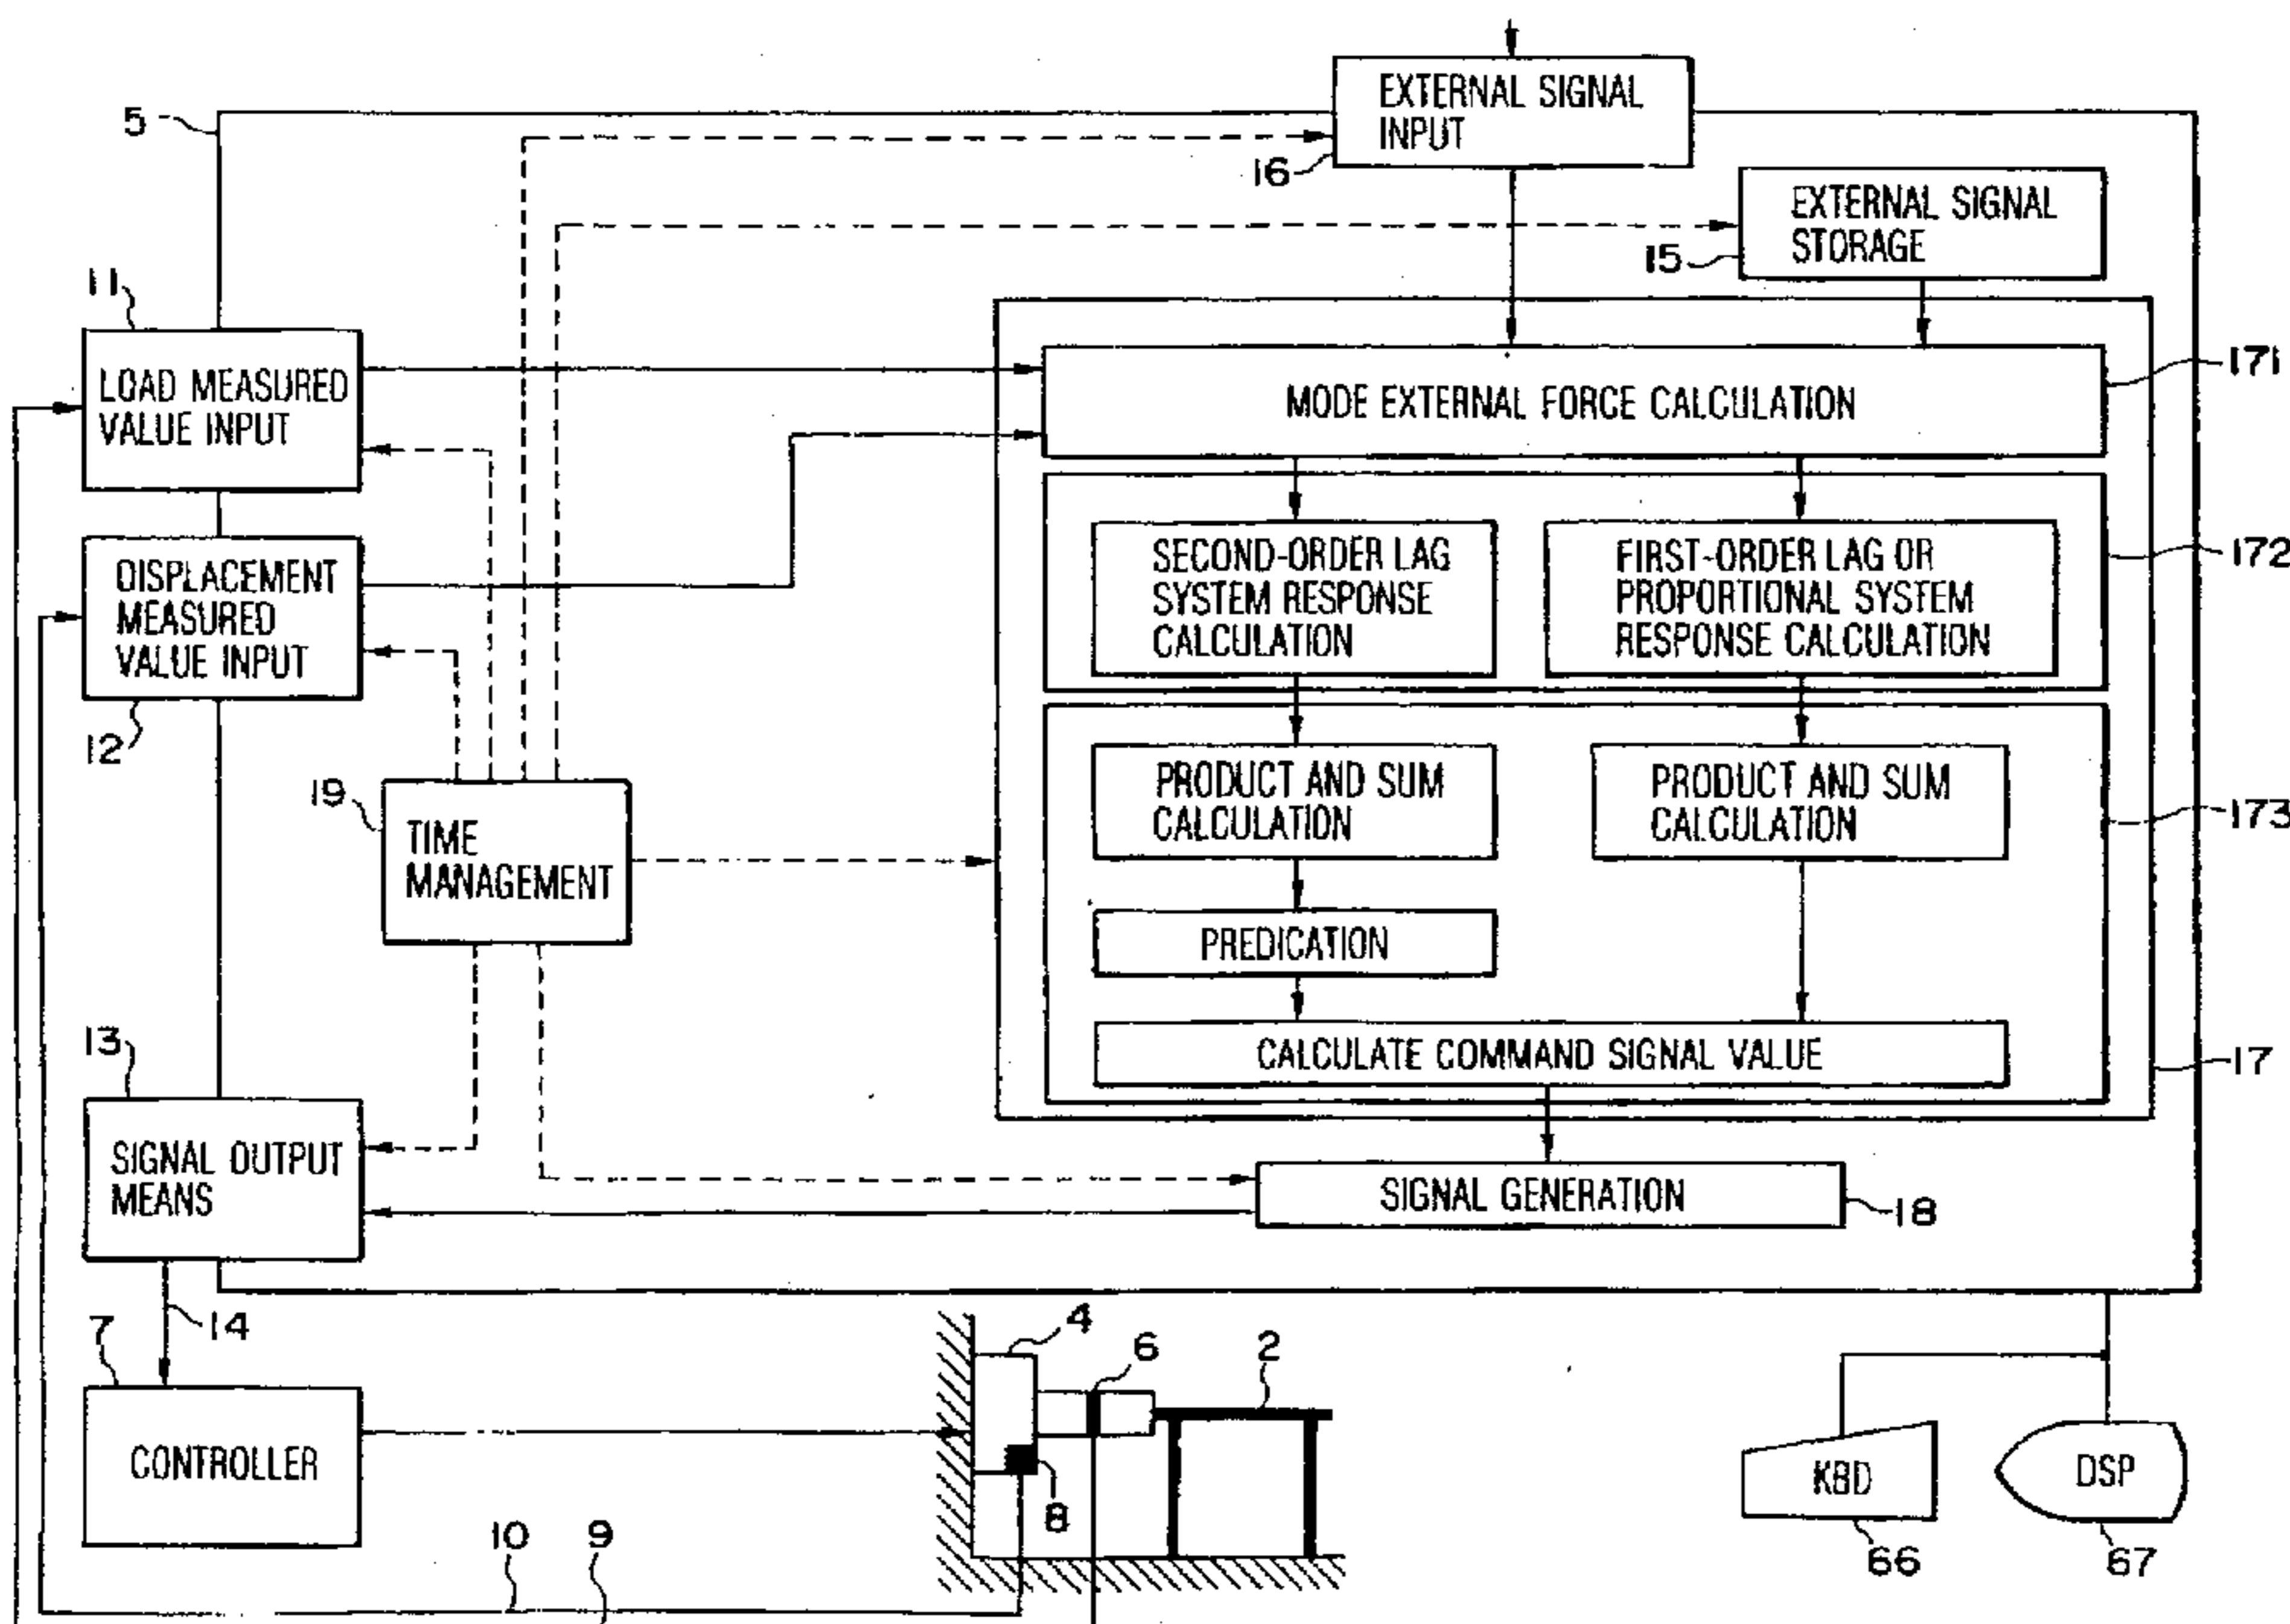 EXTERNAL SIGNAL
INPUT
16
5
EXTERNAL SIGNAL
STORAGE
15
11
LOAD MEASURED
VALUE INPUT
MODE EXTERNAL FORCE CALCULATION
171
DISPLACEMENT
MEASURED
VALUE INPUT
12
SECOND-ORDER LAG
SYSTEM RESPONSE
CALCULATION
FIRST-ORDER LAG OR
PROPORTIONAL SYSTEM
RESPONSE CALCULATION
172
19
TIME
MANAGEMENT
PRODUCT AND SUM
CALCULATION
PRODUCT AND SUM
CALCULATION
173
PREDICATION
CALCULATE COMMAND SIGNAL VALUE
17
13
SIGNAL OUTPUT
MEANS
SIGNAL GENERATION
18
14
7
CONTROLLER
4
6
2
8
KBD
66
DSP
67
10
9